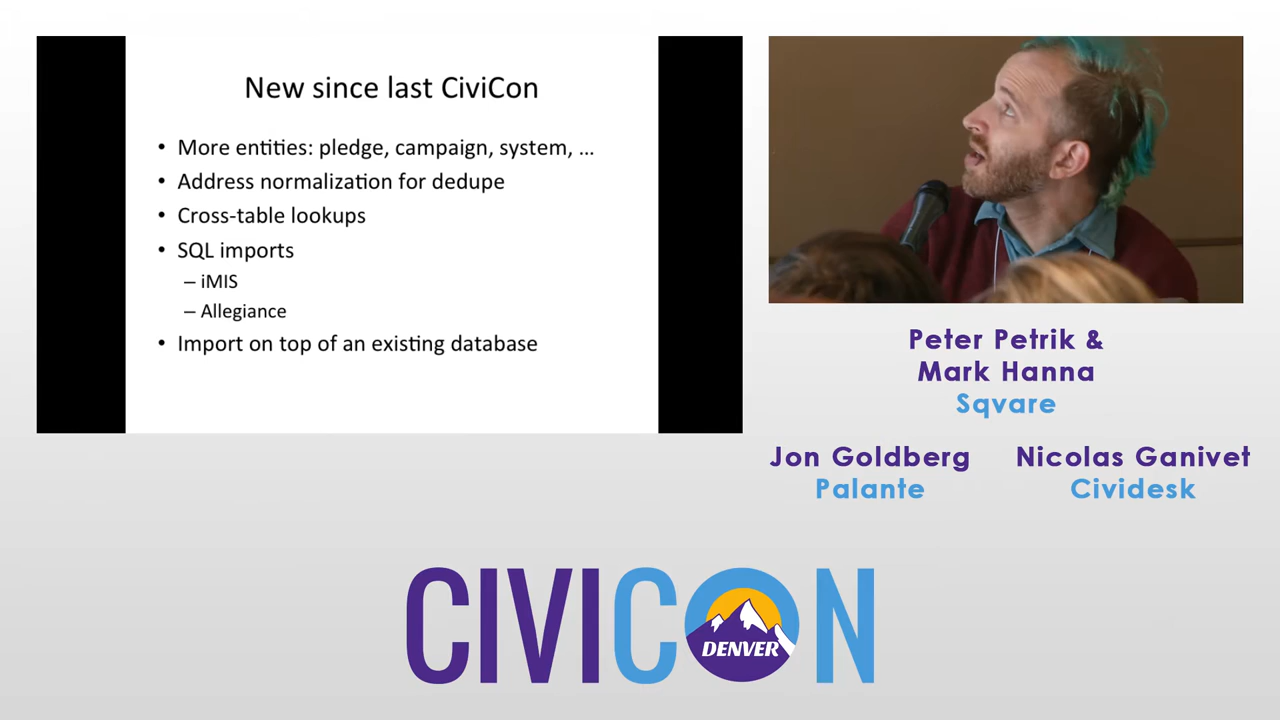 New since last CiviCon
• More entities: pledge, campaign, system, ...
• Address normalization for dedupe
• Cross-table lookups
• SQL imports
– iMIS
– Allegiance
• Import on top of an existing database
Peter Petrik &
Mark Hanna
Sqvare
Jon Goldberg
Palante
Nicolas Ganivet
Cividesk
CIVICON
DENVER